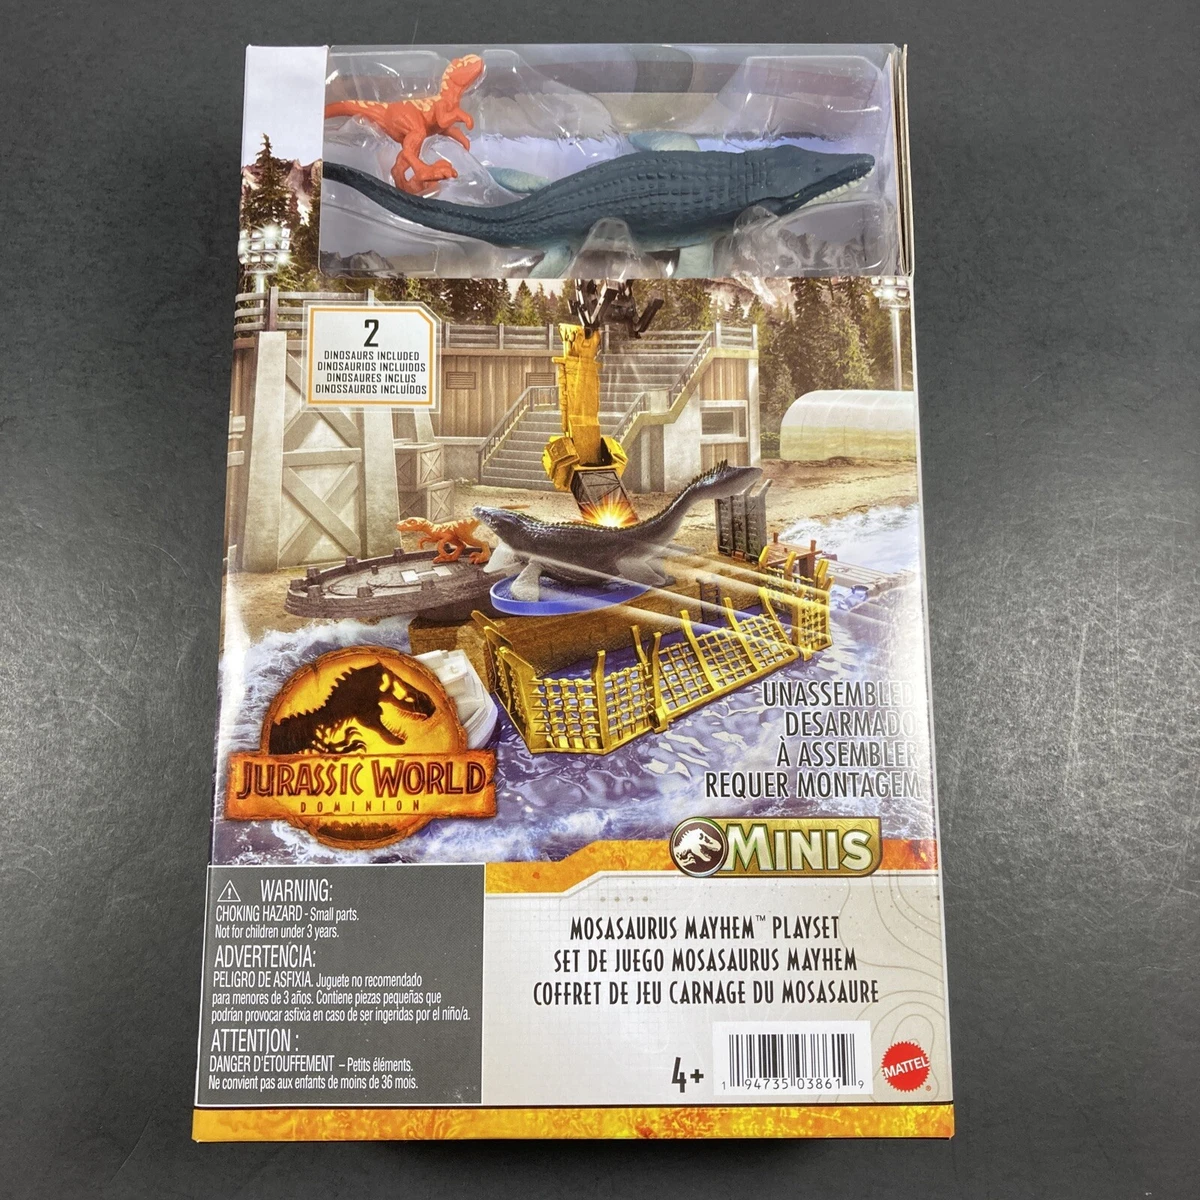 2
DINOSAURS INCLUDED
DINOSAURIOS INCLUIDOS
DINOSAURES INCLUS
DINOSSAUROS INCLUÍDOS
UNASSEMBLED
DESARMADO
À ASSEMBLER
REQUER MONTAGEM
JURASSIC WORLD
DOMINION
MINIS
⚠ WARNING:
CHOKING HAZARD - Small parts.
Not for children under 3 years.
ADVERTENCIA:
PELIGRO DE ASFIXIA. Juguete no recomendado
para menores de 3 años. Contiene piezas pequeñas que
podrían provocar asfixia en caso de ser ingeridas por el niño/a.
ATTENTION :
DANGER D'ÉTOUFFEMENT – Petits éléments.
Ne convient pas aux enfants de moins de 36 mois.
MOSASAURUS MAYHEM™ PLAYSET
SET DE JUEGO MOSASAURUS MAYHEM
COFFRET DE JEU CARNAGE DU MOSASAURE
4+
1 94735 03861 9
MATTEL®